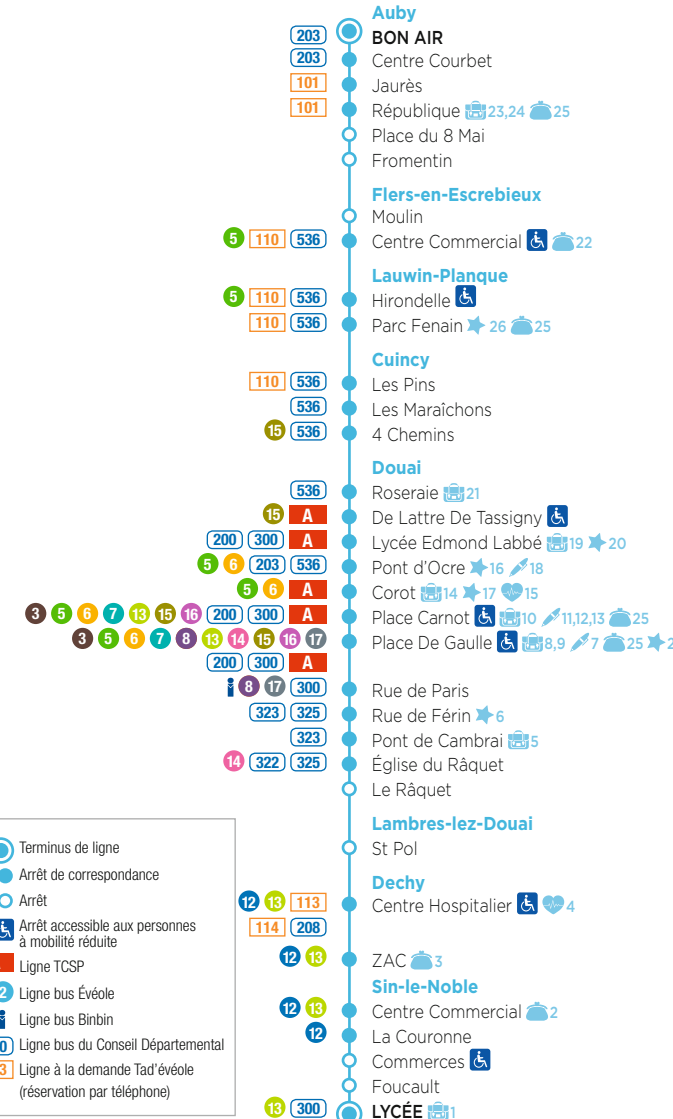 Auby
203 BON AIR
203 Centre Courbet
101 Jaurès
101 République 23,24 25
Place du 8 Mai
Fromentin
Flers-en-Escrebieux
Moulin
5 110 536 Centre Commercial 22
Lauwin-Planque
5 110 536 Hirondelle
110 536 Parc Fenain 26 25
Cuincy
110 536 Les Pins
536 Les Maraîchons
15 536 4 Chemins
Douai
536 Roseraie 21
15 A De Lattre De Tassigny
200 300 A Lycée Edmond Labbé 19 20
5 6 203 536 Pont d'Ocre 16 18
5 6 A Corot 14 17 15
3 5 6 7 13 15 16 200 300 A Place Carnot 10 11,12,13 25
3 5 6 7 8 13 14 15 16 17 Place De Gaulle 8,9 7 25 2
200 300 A
8 17 300 Rue de Paris
323 325 Rue de Férin 6
323 Pont de Cambrai 5
14 322 325 Église du Râquet
Le Râquet
Lambres-lez-Douai
St Pol
Dechy
12 13 113 Centre Hospitalier 4
114 208
12 13 ZAC 3
Sin-le-Noble
12 13 Centre Commercial 2
12 La Couronne
Commerces
Foucault
13 300 LYCÉE 1
Terminus de ligne
Arrêt de correspondance
Arrêt
Arrêt accessible aux personnes
à mobilité réduite
Ligne TCSP
2 Ligne bus Évéole
Ligne bus Binbin
0 Ligne bus du Conseil Départemental
3 Ligne à la demande Tad'évéole
(réservation par téléphone)